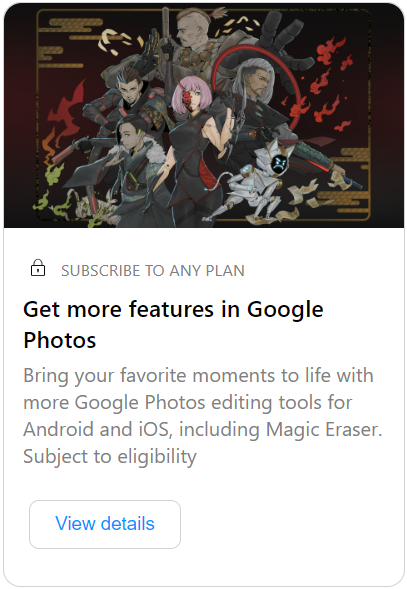 SUBSCRIBE TO ANY PLAN
Get more features in Google
Photos
Bring your favorite moments to life with
more Google Photos editing tools for
Android and iOS, including Magic Eraser.
Subject to eligibility
View details